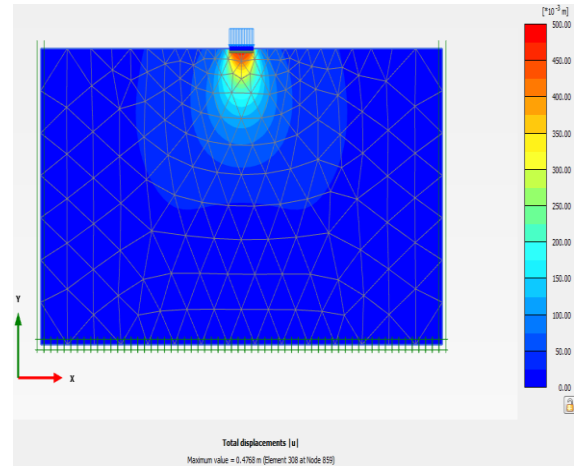 [*10⁻³ m]
500.00
450.00
400.00
350.00
300.00
250.00
200.00
150.00
100.00
50.00
0.00
Y
X
Total displacements |u|
Maximum value = 0.4768 m (Element 308 at Node 859)